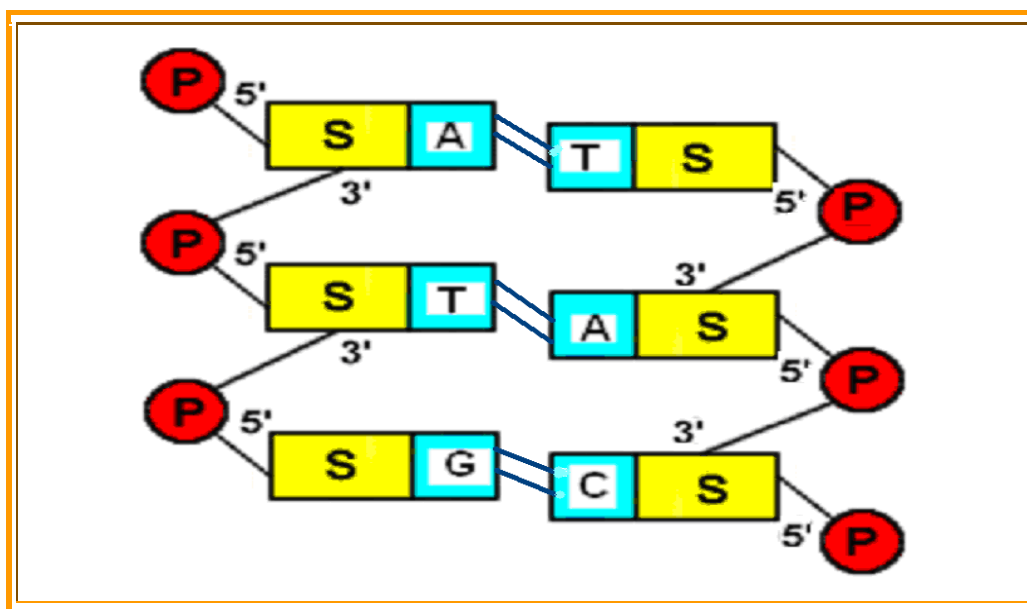 P
5'
S A T S
3' 5' P
P 5' 3'
S T A S
3' 5' P
P 5' 3'
S G C S
5' P